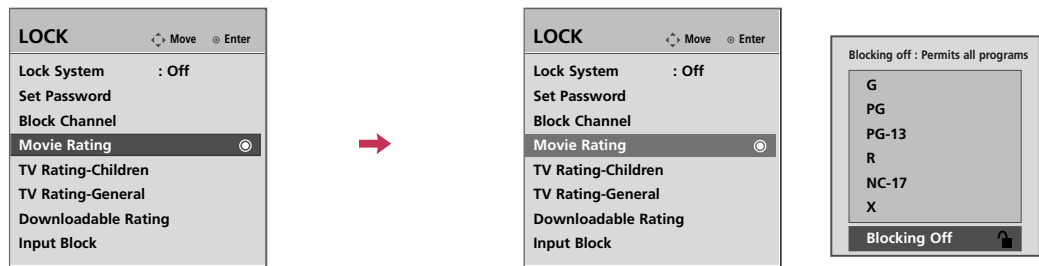 LOCK Move Enter
Lock System : Off
Set Password
Block Channel
Movie Rating
TV Rating-Children
TV Rating-General
Downloadable Rating
Input Block
LOCK Move Enter
Lock System : Off
Set Password
Block Channel
Movie Rating
TV Rating-Children
TV Rating-General
Downloadable Rating
Input Block
Blocking off : Permits all programs
G
PG
PG-13
R
NC-17
X
Blocking Off